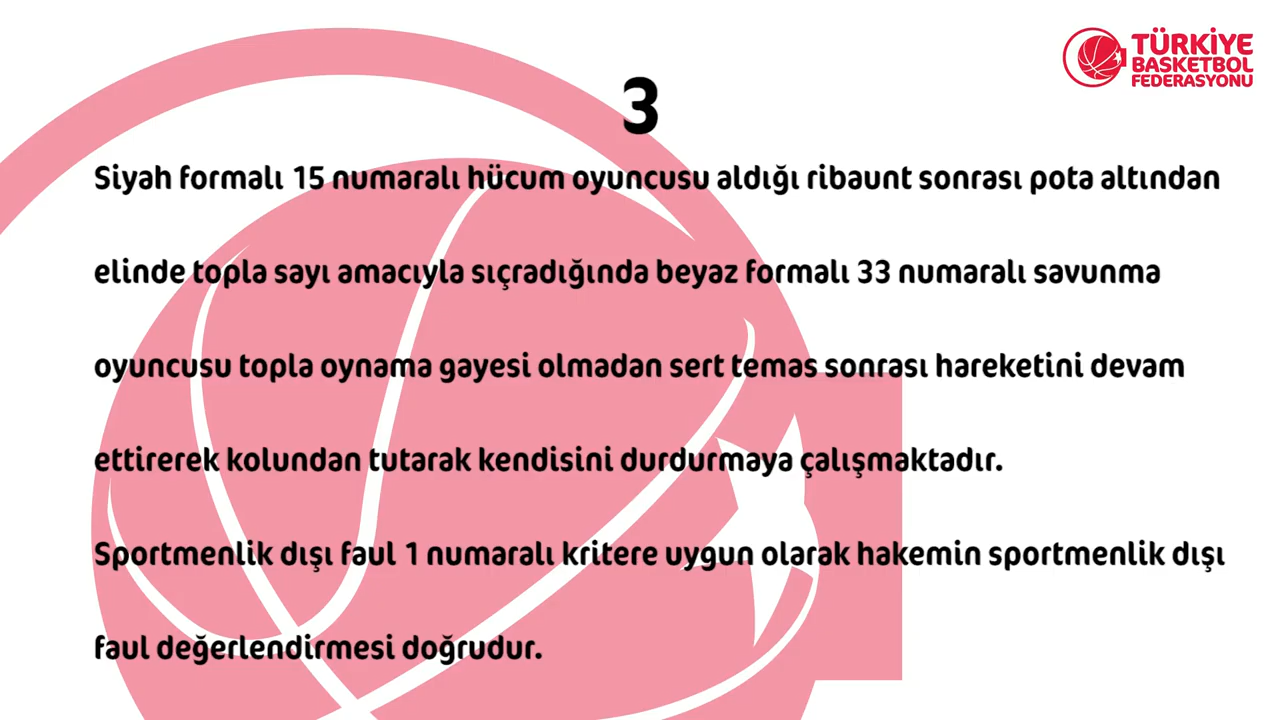 TÜRKİYE
BASKETBOL
FEDERASYONU
3
Siyah formalı 15 numaralı hücum oyuncusu aldığı ribaunt sonrası pota altından
elinde topla sayı amacıyla sıçradığında beyaz formalı 33 numaralı savunma
oyuncusu topla oynama gayesi olmadan sert temas sonrası hareketini devam
ettirerek kolundan tutarak kendisini durdurmaya çalışmaktadır.
Sportmenlik dışı faul 1 numaralı kritere uygun olarak hakemin sportmenlik dışı
faul değerlendirmesi doğrudur.